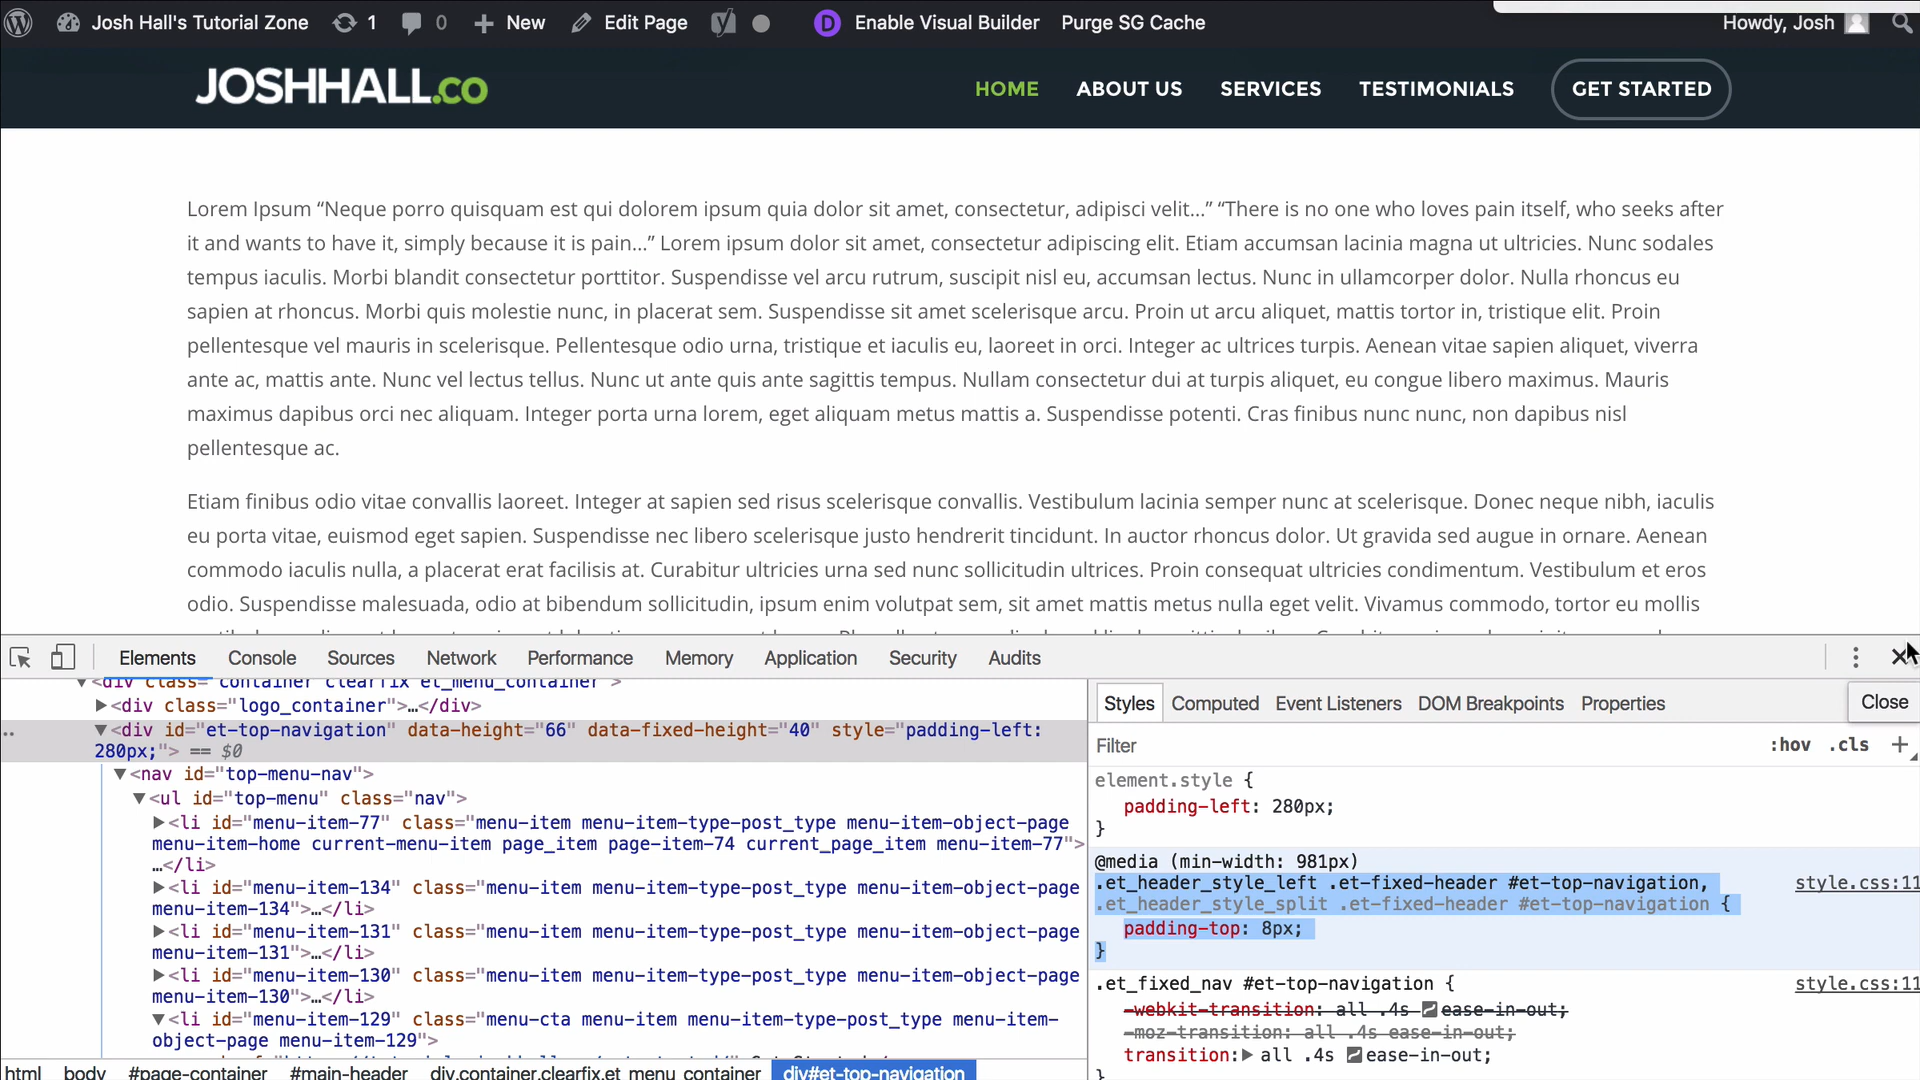 Josh Hall's Tutorial Zone 1 0 New Edit Page Enable Visual Builder Purge SG Cache Howdy, Josh
JOSHHALL.CO HOME ABOUT US SERVICES TESTIMONIALS GET STARTED
Lorem Ipsum “Neque porro quisquam est qui dolorem ipsum quia dolor sit amet, consectetur, adipisci velit…” “There is no one who loves pain itself, who seeks after
it and wants to have it, simply because it is pain…” Lorem ipsum dolor sit amet, consectetur adipiscing elit. Etiam accumsan lacinia magna ut ultricies. Nunc sodales
tempus iaculis. Morbi blandit consectetur porttitor. Suspendisse vel arcu rutrum, suscipit nisl eu, accumsan lectus. Nunc in ullamcorper dolor. Nulla rhoncus eu
sapien at rhoncus. Morbi quis molestie nunc, in placerat sem. Suspendisse sit amet scelerisque arcu. Proin ut arcu aliquet, mattis tortor in, tristique elit. Proin
pellentesque vel mauris in scelerisque. Pellentesque odio urna, tristique et iaculis eu, laoreet in orci. Integer ac ultrices turpis. Aenean vitae sapien aliquet, viverra
ante ac, mattis ante. Nunc vel lectus tellus. Nunc ut ante quis ante sagittis tempus. Nullam consectetur dui at turpis aliquet, eu congue libero maximus. Mauris
maximus dapibus orci nec aliquam. Integer porta urna lorem, eget aliquam metus mattis a. Suspendisse potenti. Cras finibus nunc nunc, non dapibus nisl
pellentesque ac.
Etiam finibus odio vitae convallis laoreet. Integer at sapien sed risus scelerisque convallis. Vestibulum lacinia semper nunc at scelerisque. Donec neque nibh, iaculis
eu porta vitae, euismod eget sapien. Suspendisse nec libero scelerisque justo hendrerit tincidunt. In auctor rhoncus dolor. Ut gravida sed augue in ornare. Aenean
commodo iaculis nulla, a placerat erat facilisis at. Curabitur ultricies urna sed nunc sollicitudin ultrices. Proin consequat ultricies condimentum. Vestibulum et eros
odio. Suspendisse malesuada, odio at bibendum sollicitudin, ipsum enim volutpat sem, sit amet mattis metus nulla eget velit. Vivamus commodo, tortor eu mollis
Elements Console Sources Network Performance Memory Application Security Audits
<div class="container clearfix et_menu_container">
<div class="logo_container">…</div>
<div id="et-top-navigation" data-height="66" data-fixed-height="40" style="padding-left:
280px;"> == $0
<nav id="top-menu-nav">
<ul id="top-menu" class="nav">
<li id="menu-item-77" class="menu-item menu-item-type-post_type menu-item-object-page
menu-item-home current-menu-item page_item page-item-74 current_page_item menu-item-77">
…</li>
<li id="menu-item-134" class="menu-item menu-item-type-post_type menu-item-object-page
menu-item-134">…</li>
<li id="menu-item-131" class="menu-item menu-item-type-post_type menu-item-object-page
menu-item-131">…</li>
<li id="menu-item-130" class="menu-item menu-item-type-post_type menu-item-object-page
menu-item-130">…</li>
<li id="menu-item-129" class="menu-cta menu-item menu-item-type-post_type menu-item-
object-page menu-item-129">
html body #page-container #main-header div.container.clearfix.et_menu_container div#et-top-navigation
Styles Computed Event Listeners DOM Breakpoints Properties Close
Filter :hov .cls +
element.style {
padding-left: 280px;
}
@media (min-width: 981px)
.et_header_style_left .et-fixed-header #et-top-navigation, style.css:11
.et_header_style_split .et-fixed-header #et-top-navigation {
padding-top: 8px;
}
.et_fixed_nav #et-top-navigation { style.css:11
-webkit-transition: all .4s ease-in-out;
-moz-transition: all .4s ease-in-out;
transition: all .4s ease-in-out;
}